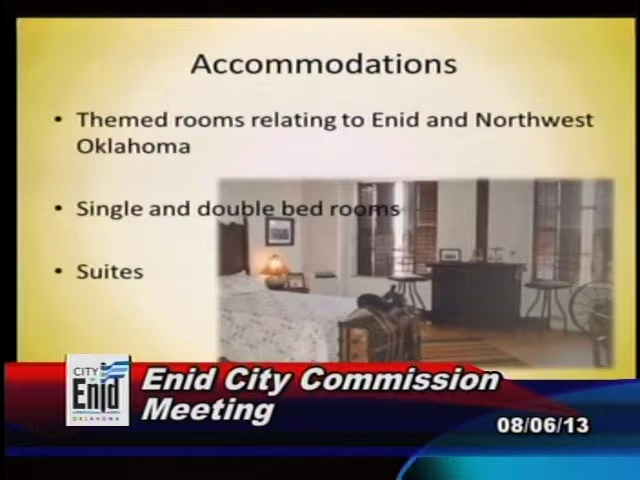 Accommodations
• Themed rooms relating to Enid and Northwest
Oklahoma
• Single and double bed rooms
• Suites
CITY
Enid
OKLAHOMA
Enid City Commission
Meeting
08/06/13